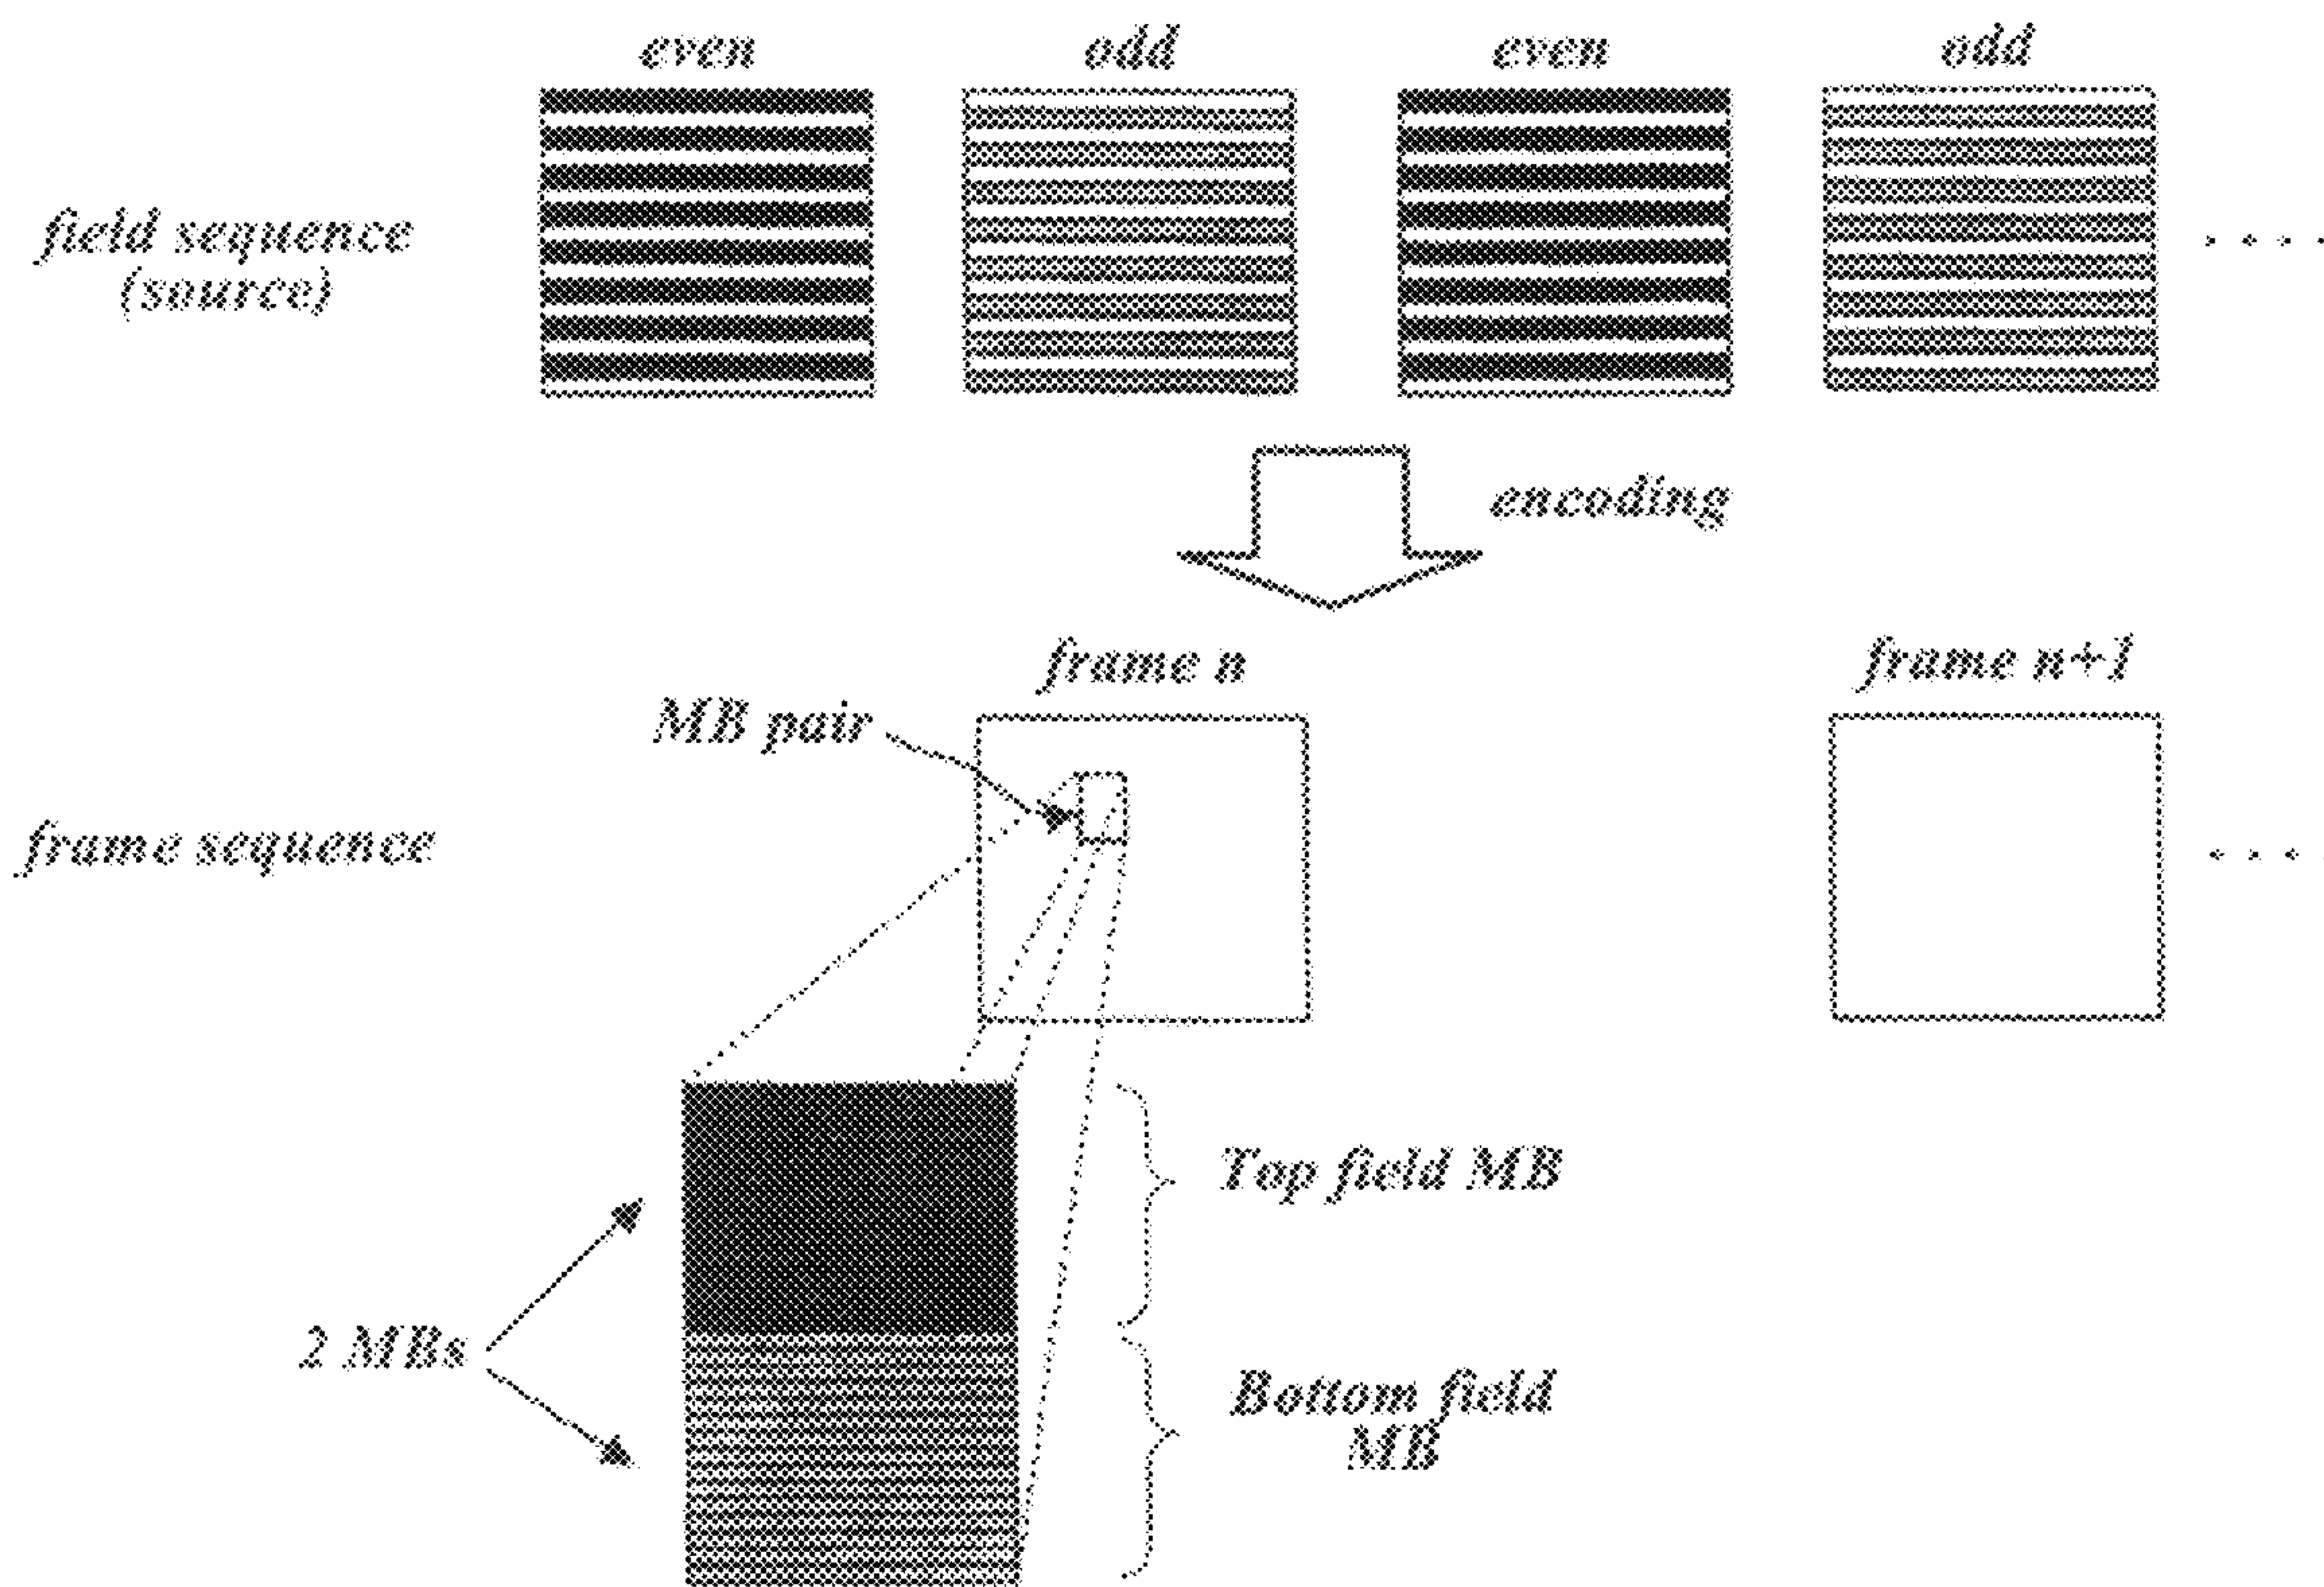 even
odd
even
odd
field sequence
(source)
encoding
frame n
frame n+1
MB pair
frame sequence
Top field MB
2 MBs
Bottom field
MB